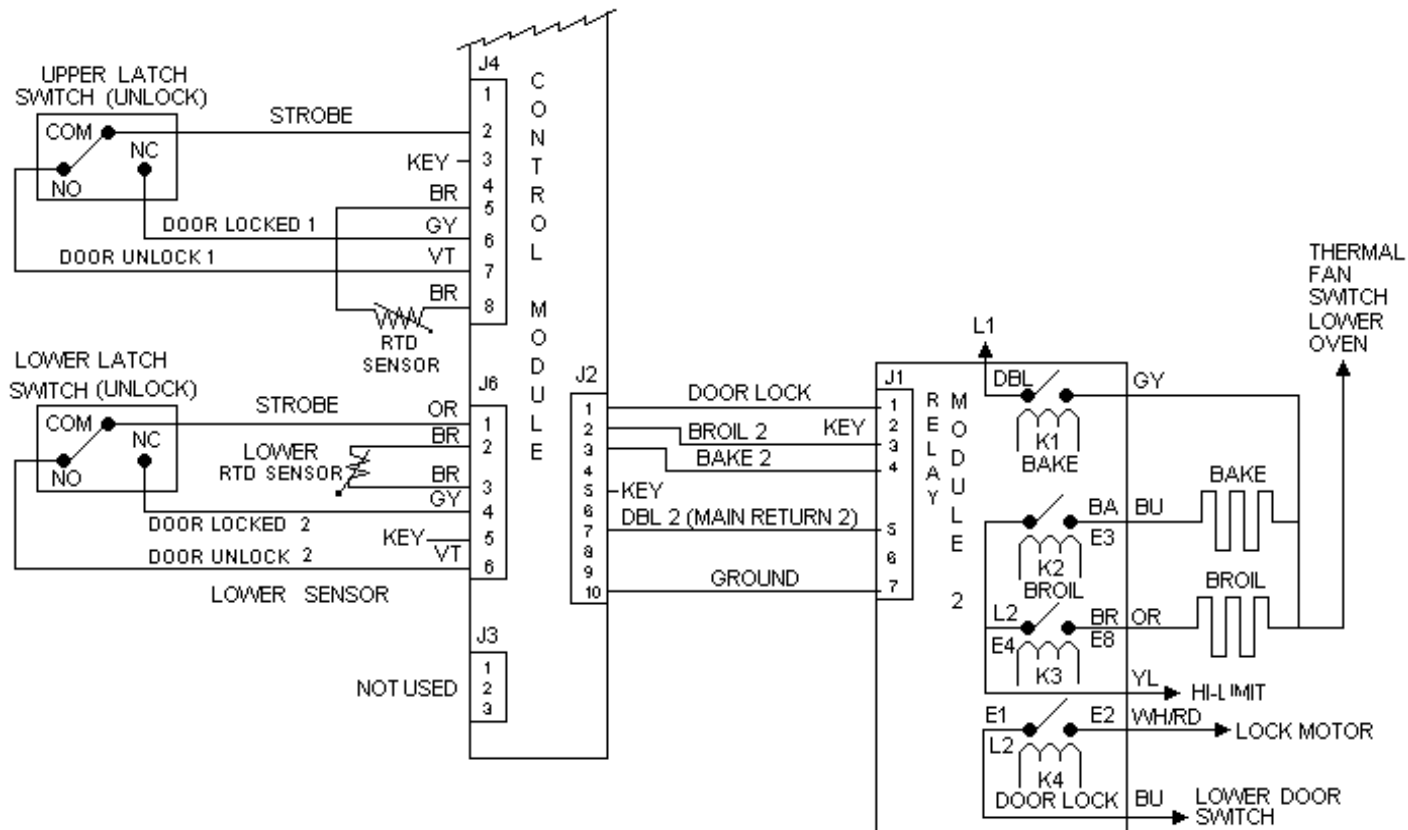 UPPER LATCH
SWITCH (UNLOCK)
COM
NC
NO
STROBE
KEY
BR
DOOR LOCKED 1
GY
DOOR UNLOCK 1
VT
BR
RTD
SENSOR
J4
1
2
3
4
5
6
7
8
CONTROL MODULE
LOWER LATCH
SWITCH (UNLOCK)
COM
NC
NO
STROBE
OR
BR
LOWER
RTD SENSOR
BR
GY
DOOR LOCKED 2
KEY
DOOR UNLOCK 2
VT
LOWER SENSOR
J6
1
2
3
4
5
6
J3
NOT USED
1
2
3
J2
1
2
3
4
5
6
7
8
9
10
DOOR LOCK
BROIL 2
KEY
BAKE 2
KEY
DBL 2 (MAIN RETURN 2)
GROUND
J1
1
2
3
4
5
6
7
RELAY
MODULE 2
L1
DBL
GY
K1
BAKE
BA
BU
E3
K2
BROIL
L2
BR
OR
E4
E8
K3
YL
HI-LIMIT
E1
E2
WH/RD
LOCK MOTOR
L2
K4
DOOR LOCK
BU
LOWER DOOR
SWITCH
BAKE
BROIL
THERMAL
FAN
SWITCH
LOWER
OVEN